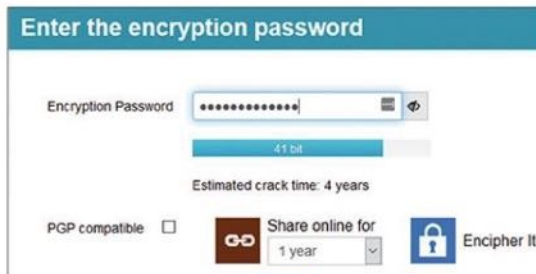 Enter the encryption password
Encryption Password •••••••••••••
41 bit
Estimated crack time: 4 years
PGP compatible
Share online for
1 year
Encipher It